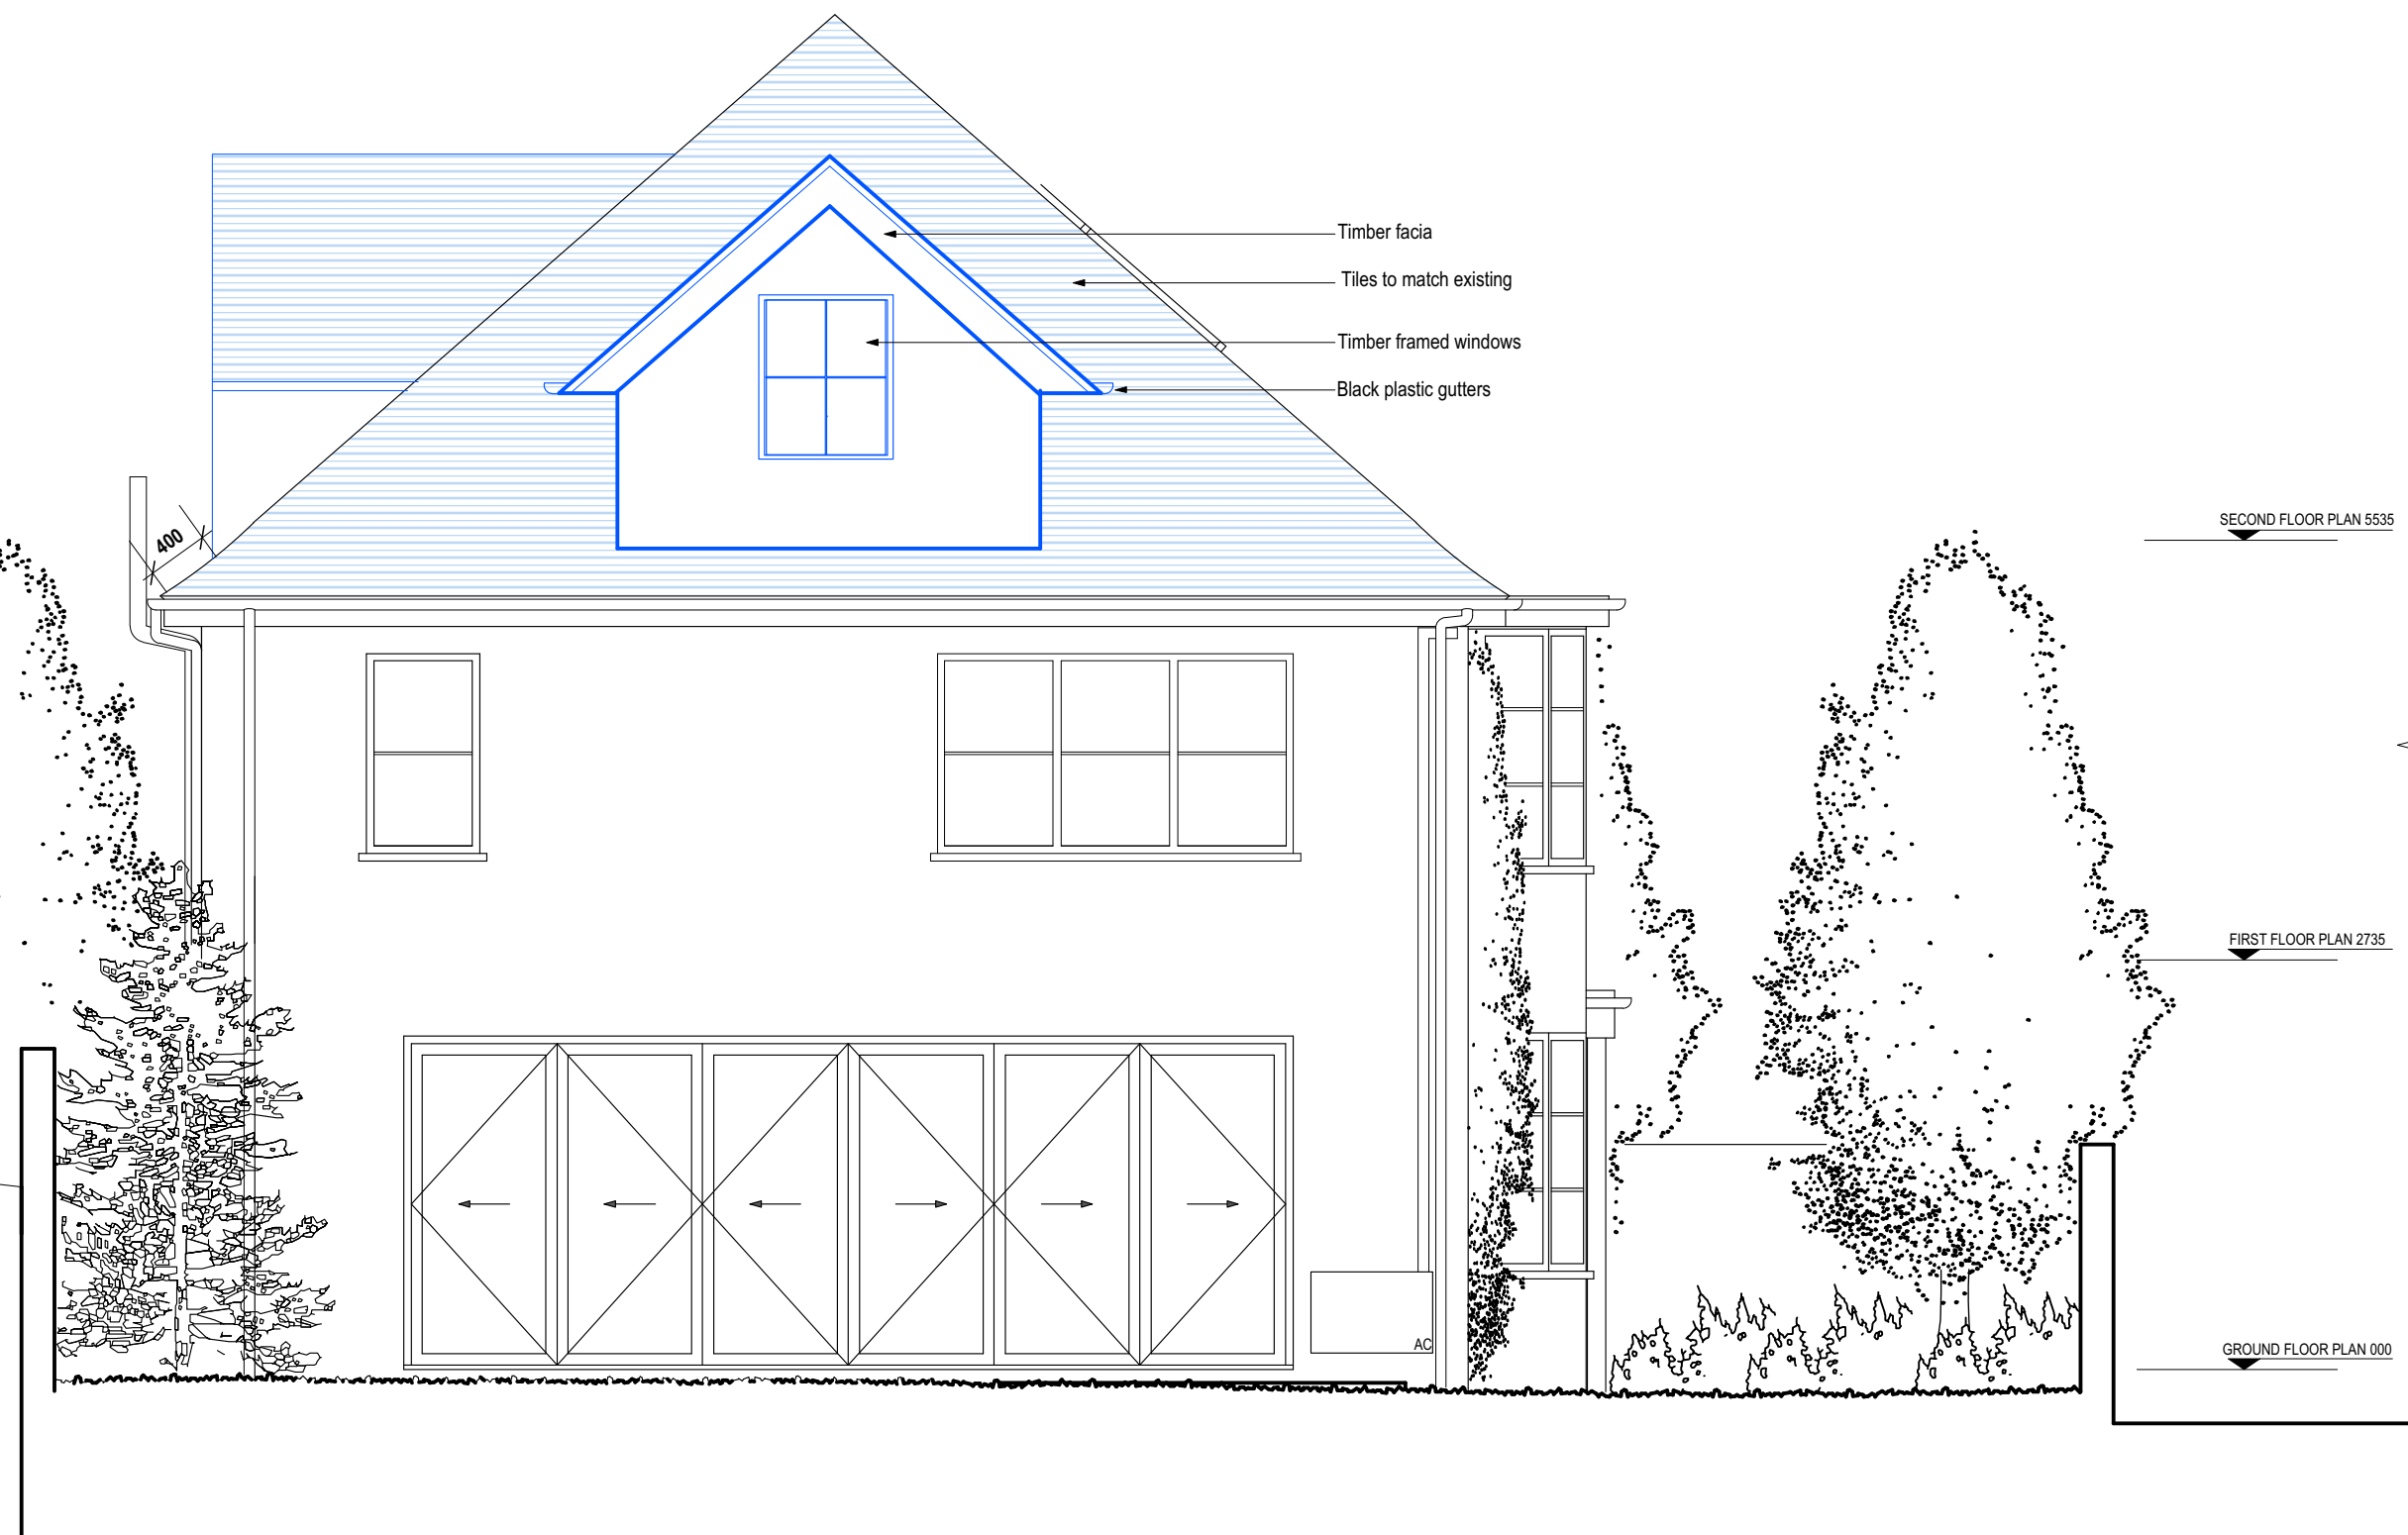 Timber facia
Tiles to match existing
Timber framed windows
Black plastic gutters
400
SECOND FLOOR PLAN 5535
FIRST FLOOR PLAN 2735
AC
GROUND FLOOR PLAN 000